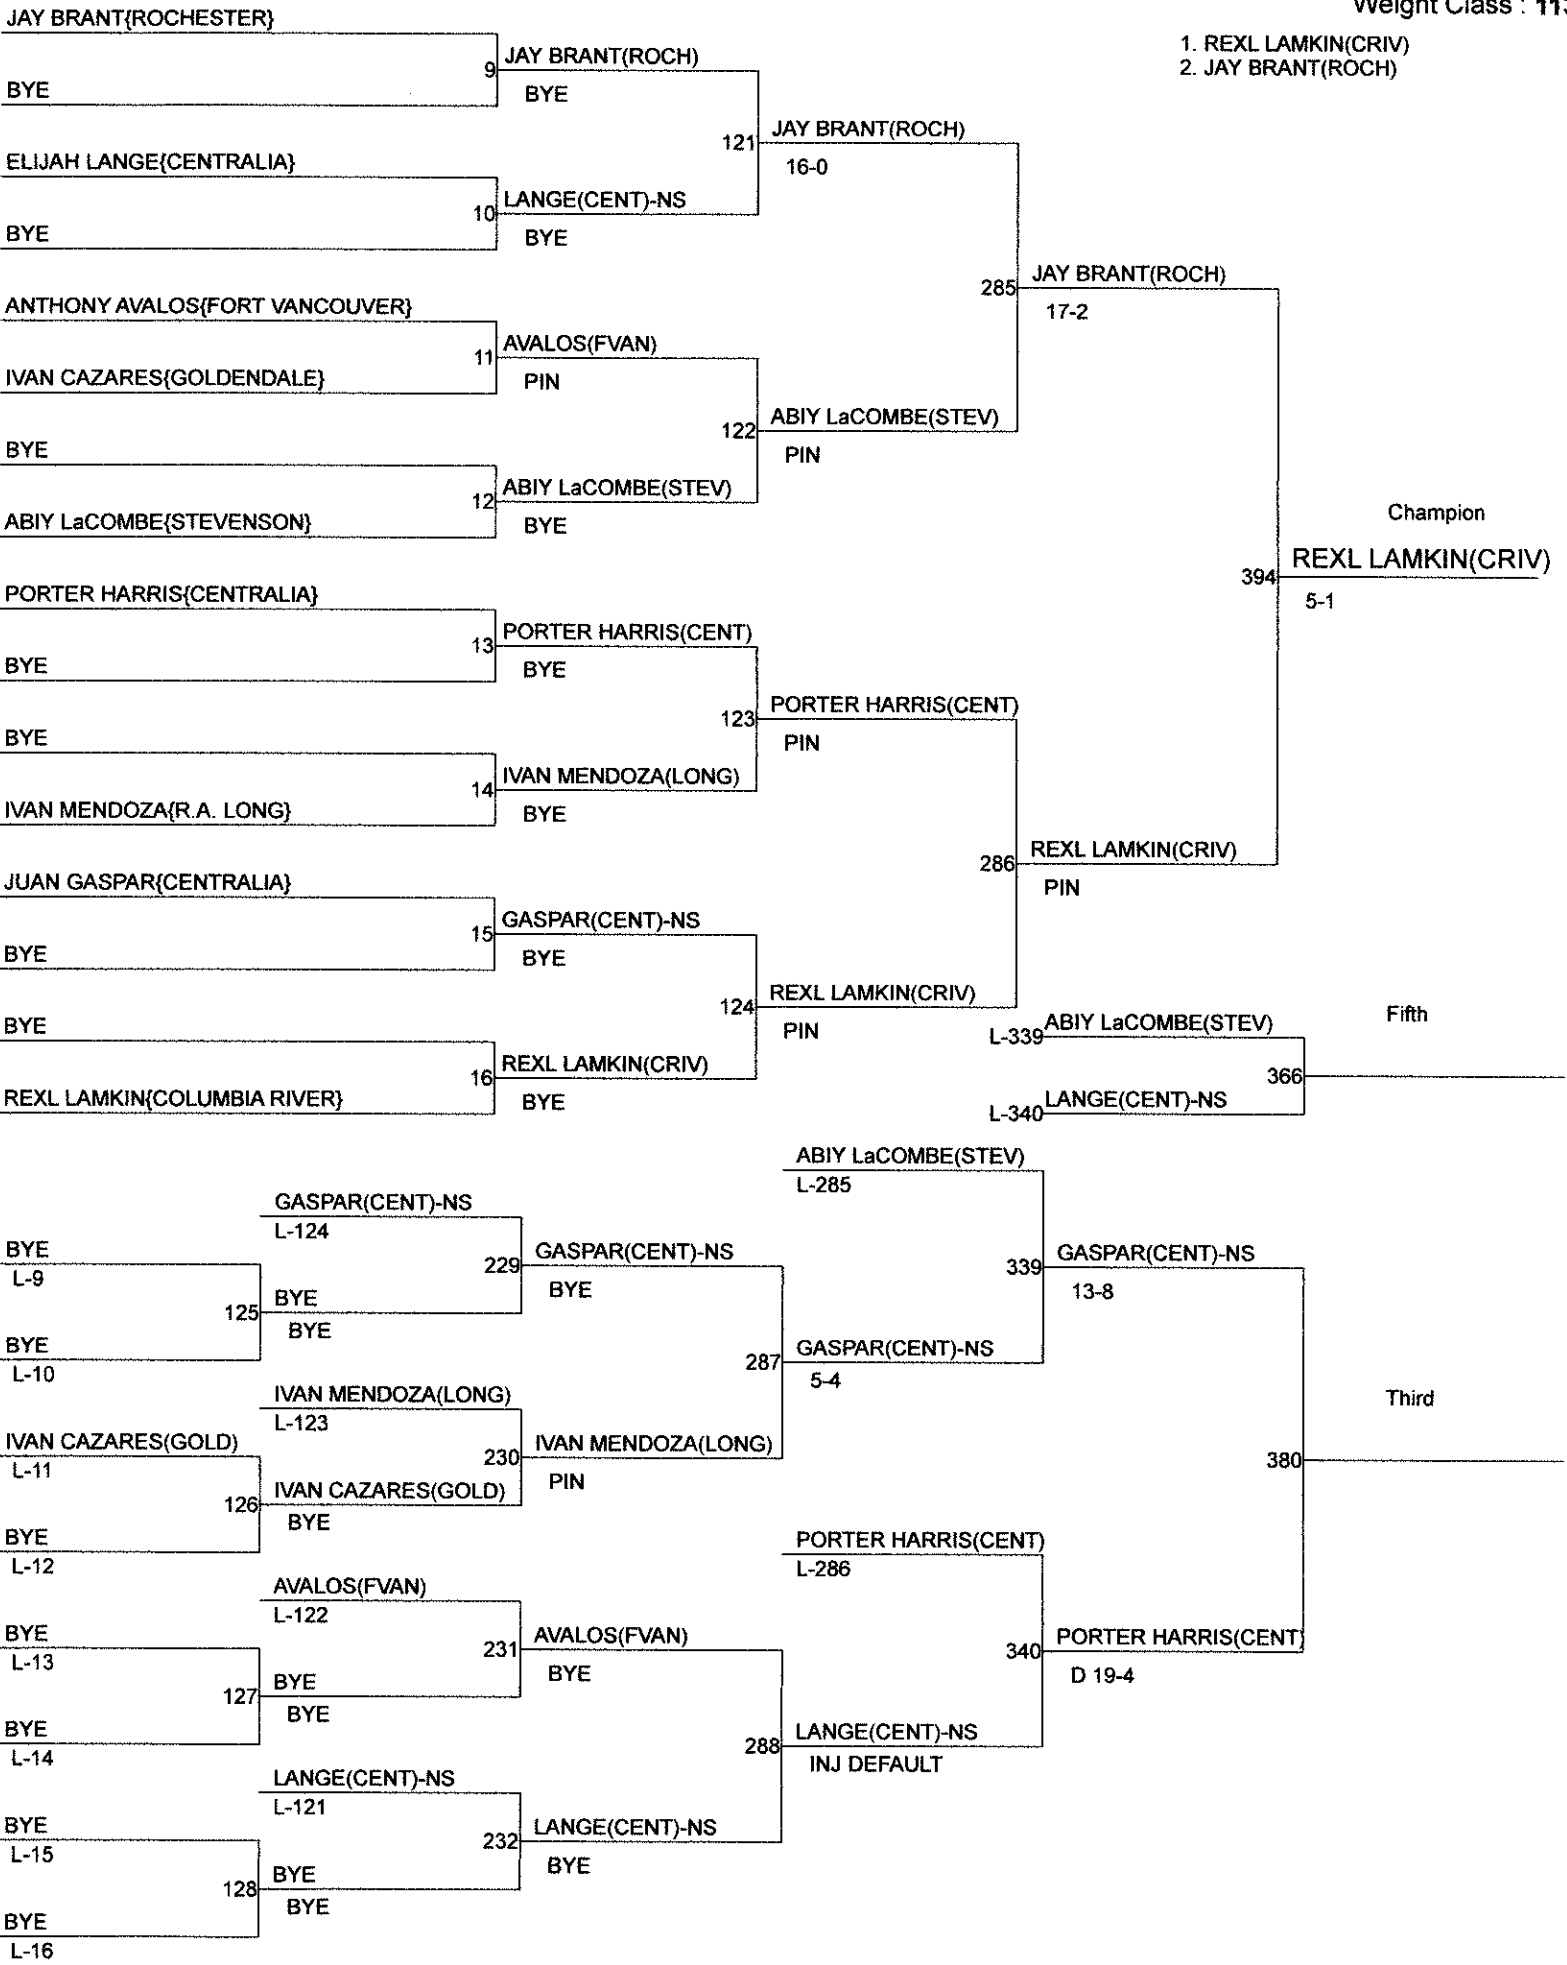 Weight Class : 113
1. REXL LAMKIN(CRIV)
2. JAY BRANT(ROCH)
JAY BRANT{ROCHESTER}
9 JAY BRANT(ROCH)
BYE
BYE
121 JAY BRANT(ROCH)
16-0
ELIJAH LANGE{CENTRALIA}
10 LANGE(CENT)-NS
BYE
BYE
285 JAY BRANT(ROCH)
17-2
ANTHONY AVALOS{FORT VANCOUVER}
11 AVALOS(FVAN)
IVAN CAZARES{GOLDENDALE}
PIN
122 ABIY LaCOMBE(STEV)
PIN
BYE
12 ABIY LaCOMBE(STEV)
ABIY LaCOMBE{STEVENSON}
BYE
Champion
394 REXL LAMKIN(CRIV)
5-1
PORTER HARRIS{CENTRALIA}
13 PORTER HARRIS(CENT)
BYE
BYE
123 PORTER HARRIS(CENT)
PIN
BYE
14 IVAN MENDOZA(LONG)
IVAN MENDOZA{R.A. LONG}
BYE
286 REXL LAMKIN(CRIV)
PIN
JUAN GASPAR{CENTRALIA}
15 GASPAR(CENT)-NS
BYE
BYE
124 REXL LAMKIN(CRIV)
PIN
BYE
16 REXL LAMKIN(CRIV)
REXL LAMKIN{COLUMBIA RIVER}
BYE
Fifth
L-339 ABIY LaCOMBE(STEV)
366
L-340 LANGE(CENT)-NS
ABIY LaCOMBE(STEV)
L-285
GASPAR(CENT)-NS
L-124
BYE
L-9
229 GASPAR(CENT)-NS
BYE
339 GASPAR(CENT)-NS
13-8
125 BYE
BYE
BYE
L-10
287 GASPAR(CENT)-NS
5-4
IVAN MENDOZA(LONG)
L-123
Third
IVAN CAZARES(GOLD)
L-11
230 IVAN MENDOZA(LONG)
PIN
380
126 IVAN CAZARES(GOLD)
BYE
BYE
L-12
PORTER HARRIS(CENT)
L-286
AVALOS(FVAN)
L-122
BYE
L-13
231 AVALOS(FVAN)
BYE
340 PORTER HARRIS(CENT
D 19-4
127 BYE
BYE
BYE
L-14
288 LANGE(CENT)-NS
INJ DEFAULT
LANGE(CENT)-NS
L-121
BYE
L-15
232 LANGE(CENT)-NS
BYE
128 BYE
BYE
BYE
L-16